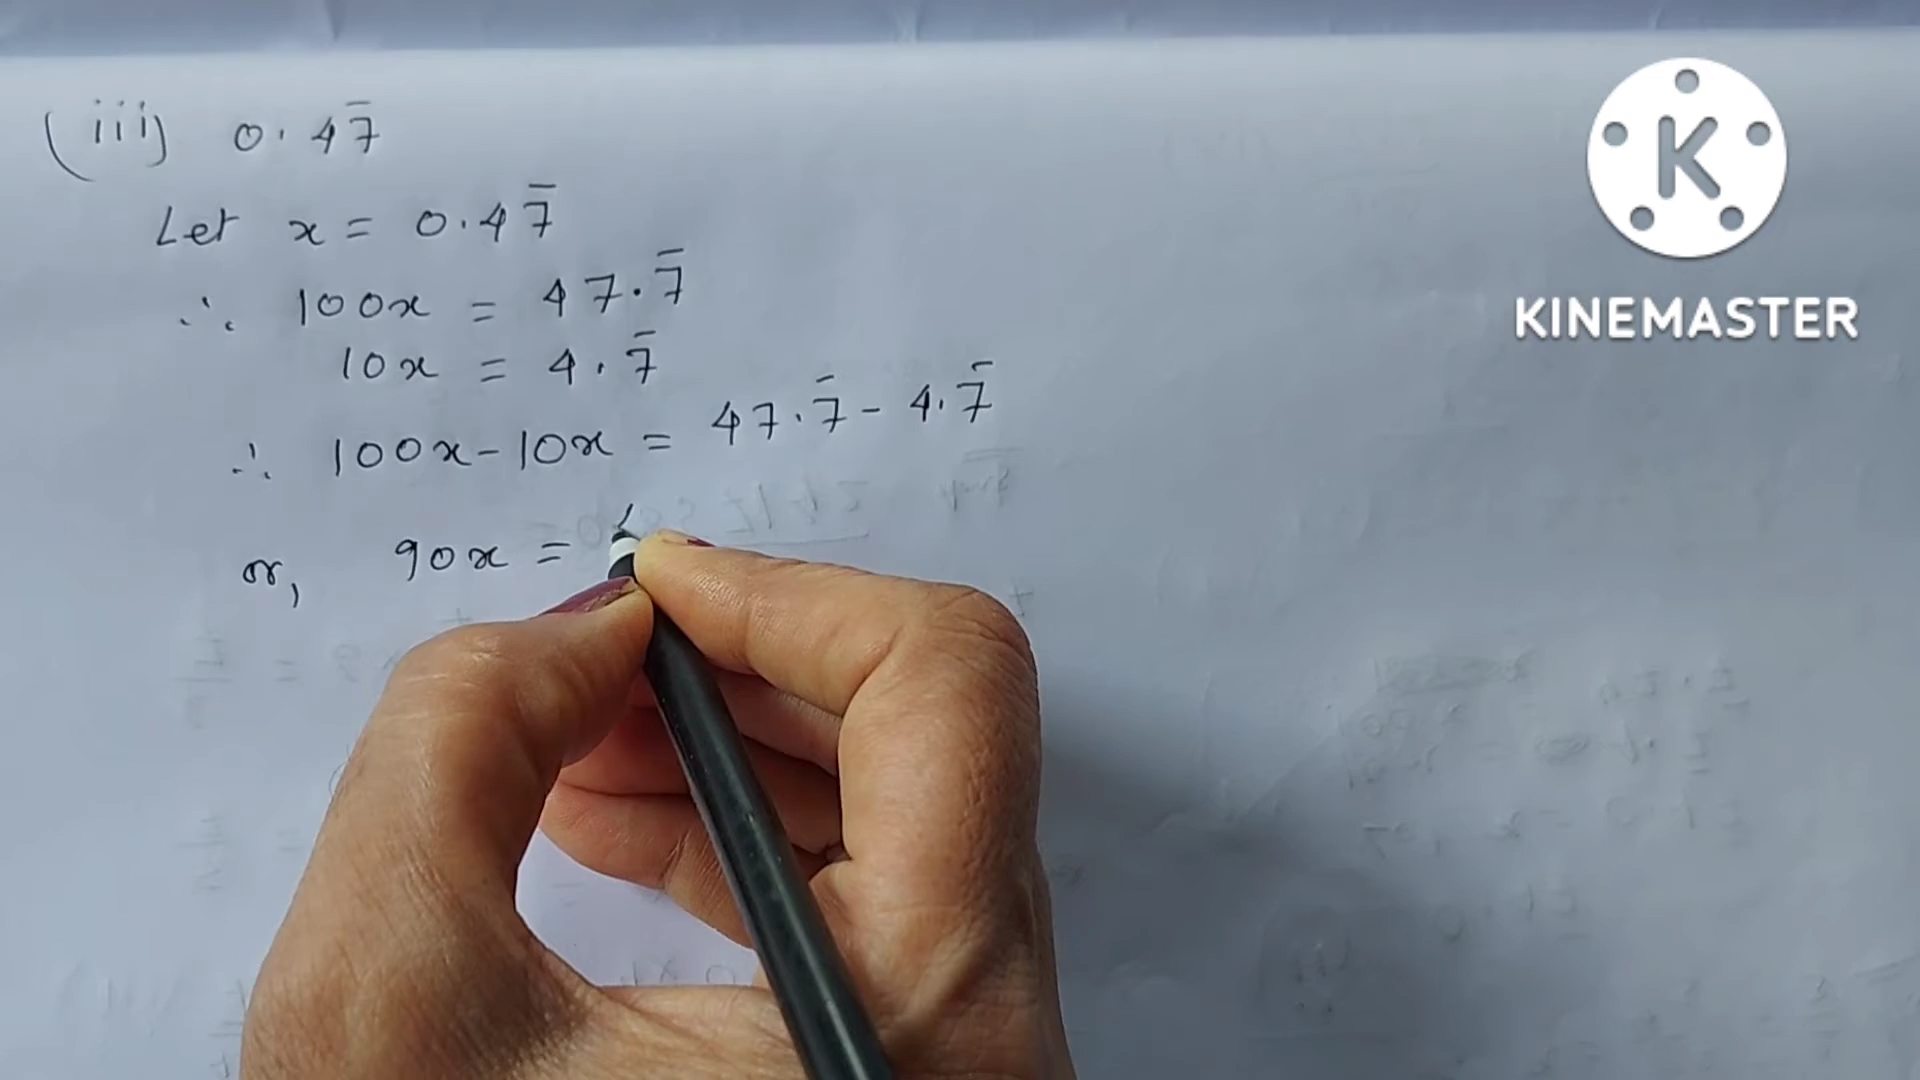 (iii) 0.47̄
Let x = 0.47̄
∴ 100x = 47.7̄
10x = 4.7̄
∴ 100x-10x = 47.7̄ - 4.7̄
or, 90x =
K
KINEMASTER